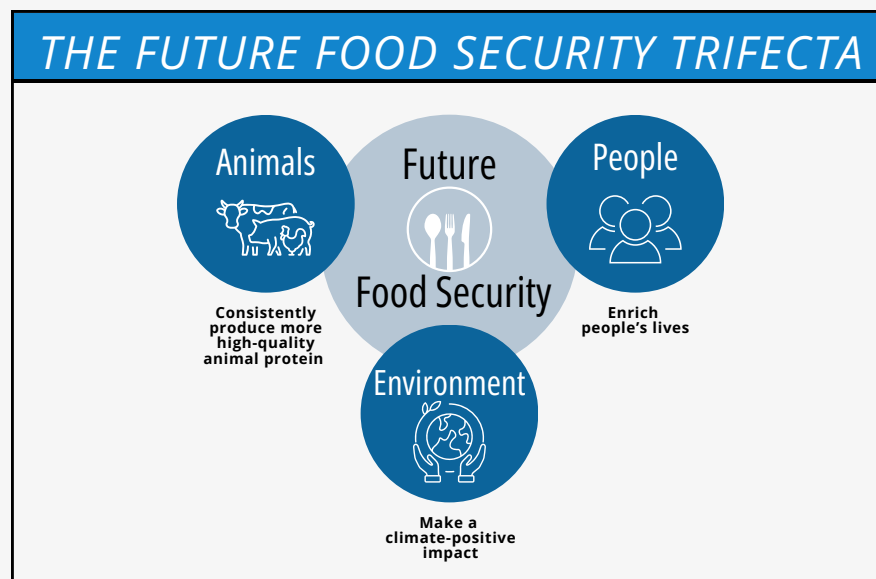 THE FUTURE FOOD SECURITY TRIFECTA
Animals
Consistently
produce more
high-quality
animal protein
Future
Food Security
People
Enrich
people’s lives
Environment
Make a
climate-positive
impact